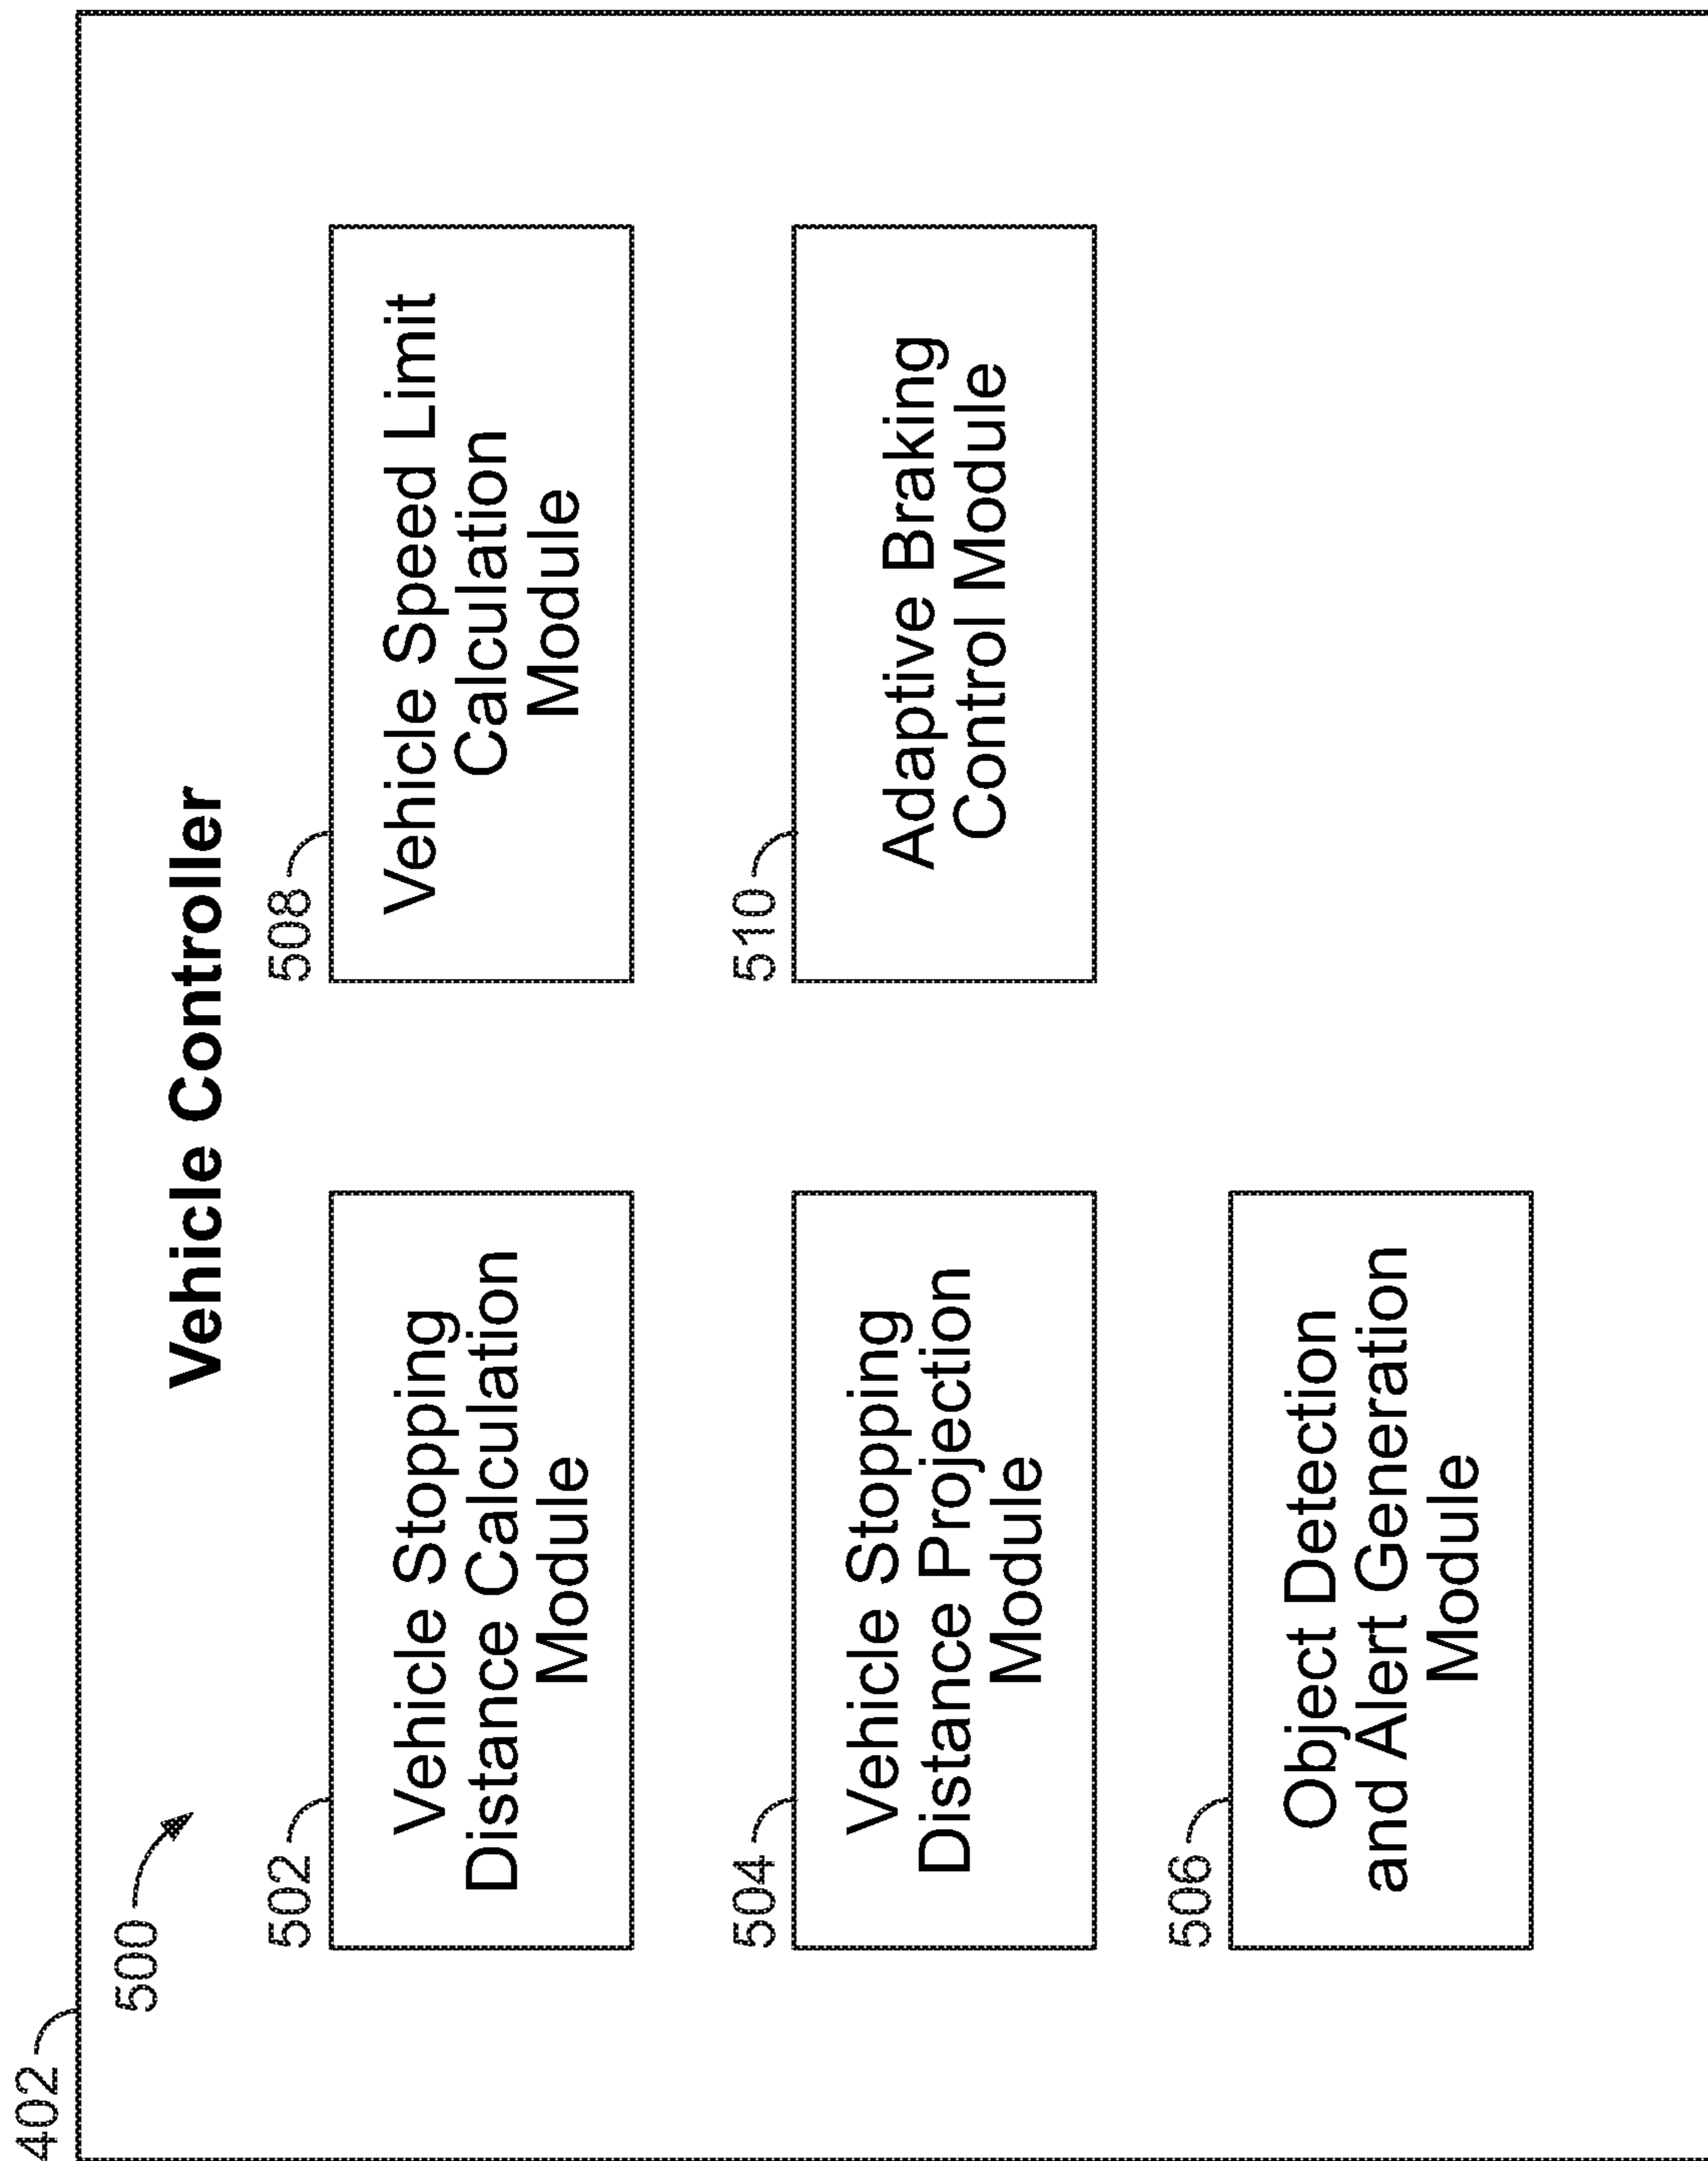 402
500
Vehicle Controller
502
Vehicle Stopping
Distance Calculation
Module
508
Vehicle Speed Limit
Calculation
Module
504
Vehicle Stopping
Distance Projection
Module
510
Adaptive Braking
Control Module
506
Object Detection
and Alert Generation
Module